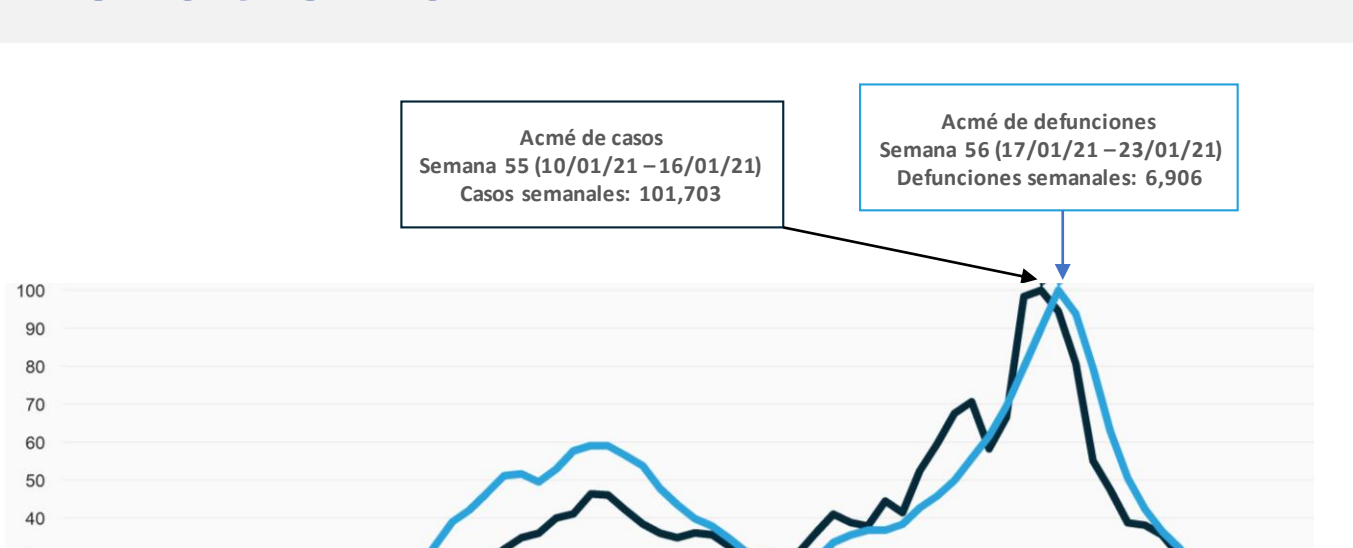 Acmé de casos
Semana 55 (10/01/21 – 16/01/21)
Casos semanales: 101,703
Acmé de defunciones
Semana 56 (17/01/21 – 23/01/21)
Defunciones semanales: 6,906
100
90
80
70
60
50
40